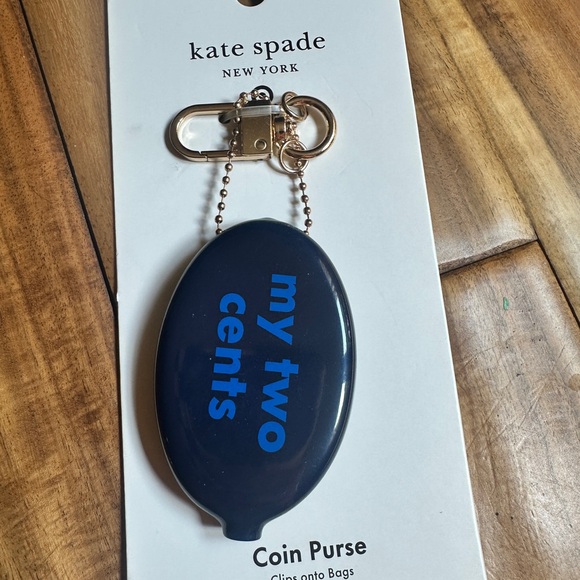 kate spade
NEW YORK
my two
cents
Coin Purse
Clips onto Bags